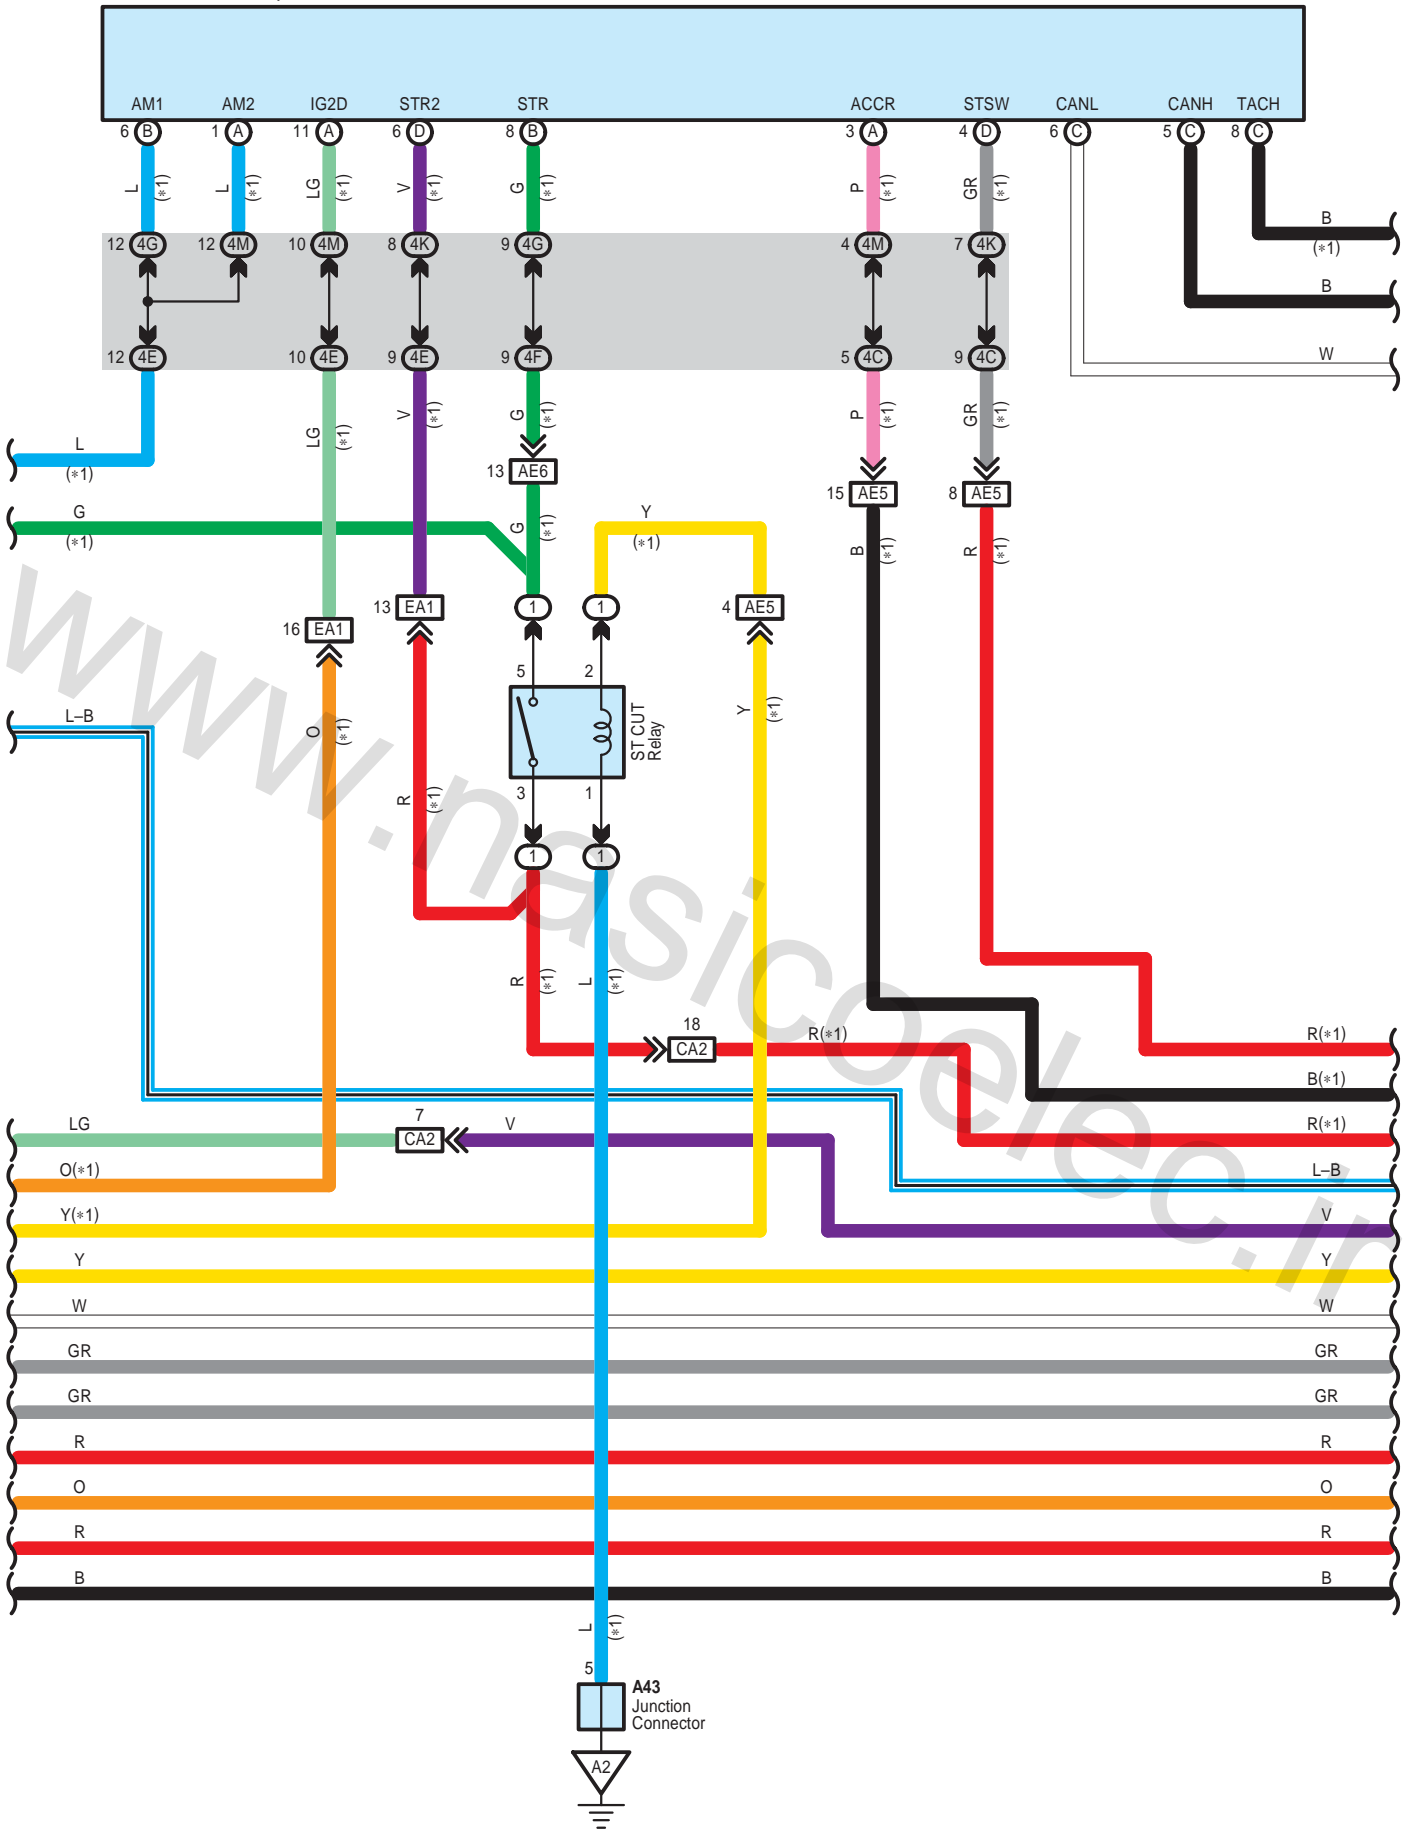 AM1 AM2 IG2D STR2 STR ACCR STSW CANL CANH TACH
6 B 1 A 11 A 6 D 8 B 3 A 4 D 6 C 5 C 8 C
L (*1) L (*1) LG (*1) V (*1) G (*1) P (*1) GR (*1)
B
(*1)
12 4G 12 4M 10 4M 8 4K 9 4G 4 4M 7 4K
B
12 4E 10 4E 9 4E 9 4F 5 4C 9 4C
W
LG (*1) V (*1) G (*1) P (*1) GR (*1)
L
(*1)
13 AE6
15 AE5 8 AE5
G
(*1)
G (*1)
Y
(*1)
B (*1) R (*1)
16 EA1 13 EA1 1 1 4 AE5
5 2
L–B
O (*1)
ST CUT
Relay
Y (*1)
R (*1)
3 1
1 1
R (*1) L (*1)
18
CA2
R(*1)
R(*1)
B(*1)
LG
7
CA2
V
R(*1)
O(*1)
L–B
Y(*1)
V
Y Y
W W
GR GR
GR GR
R R
O O
R R
B B
L (*1)
5
A43
Junction
Connector
A2
www.nasicoelec.ir